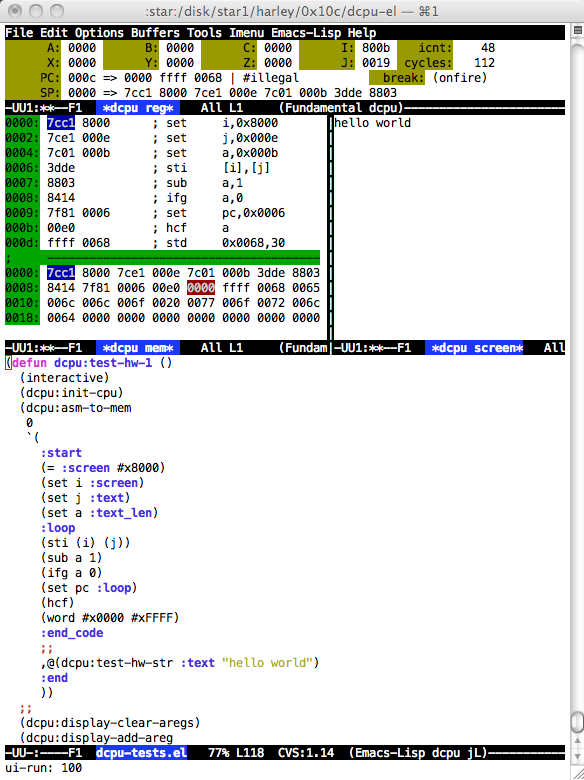 :star:/disk/star1/harley/0x10c/dcpu-el — ⌘1
File Edit Options Buffers Tools Imenu Emacs-Lisp Help
A: 0000 B: 0000 C: 0000 I: 800b icnt: 48
X: 0000 Y: 0000 Z: 0000 J: 0019 cycles: 112
PC: 000c => 0000 ffff 0068 | #illegal break: (onfire)
SP: 0000 => 7cc1 8000 7ce1 000e 7c01 000b 3dde 8803
-UU1:**--F1 *dcpu reg* All L1 (Fundamental dcpu)
0000: 7cc1 8000 ; set i,0x8000
0002: 7ce1 000e ; set j,0x000e
0004: 7c01 000b ; set a,0x000b
0006: 3dde ; sti [i],[j]
0007: 8803 ; sub a,1
0008: 8414 ; ifg a,0
0009: 7f81 0006 ; set pc,0x0006
000b: 00e0 ; hcf a
000d: ffff 0068 ; std 0x0068,30
;
0000: 7cc1 8000 7ce1 000e 7c01 000b 3dde 8803
0008: 8414 7f81 0006 00e0 0000 ffff 0068 0065
0010: 006c 006c 006f 0020 0077 006f 0072 006c
0018: 0064 0000 0000 0000 0000 0000 0000 0000
-UU1:**--F1 *dcpu mem* All L1 (Fundam
hello world
-UU1:**--F1 *dcpu screen* All
(defun dcpu:test-hw-1 ()
(interactive)
(dcpu:init-cpu)
(dcpu:asm-to-mem
0
`(
:start
(= :screen #x8000)
(set i :screen)
(set j :text)
(set a :text_len)
:loop
(sti (i) (j))
(sub a 1)
(ifg a 0)
(set pc :loop)
(hcf)
(word #x0000 #xFFFF)
:end_code
;;
,@(dcpu:test-hw-str :text "hello world")
:end
))
;;
(dcpu:display-clear-aregs)
(dcpu:display-add-areg
-UU-:----F1 dcpu-tests.el 77% L118 CVS:1.14 (Emacs-Lisp dcpu jL)
ui-run: 100